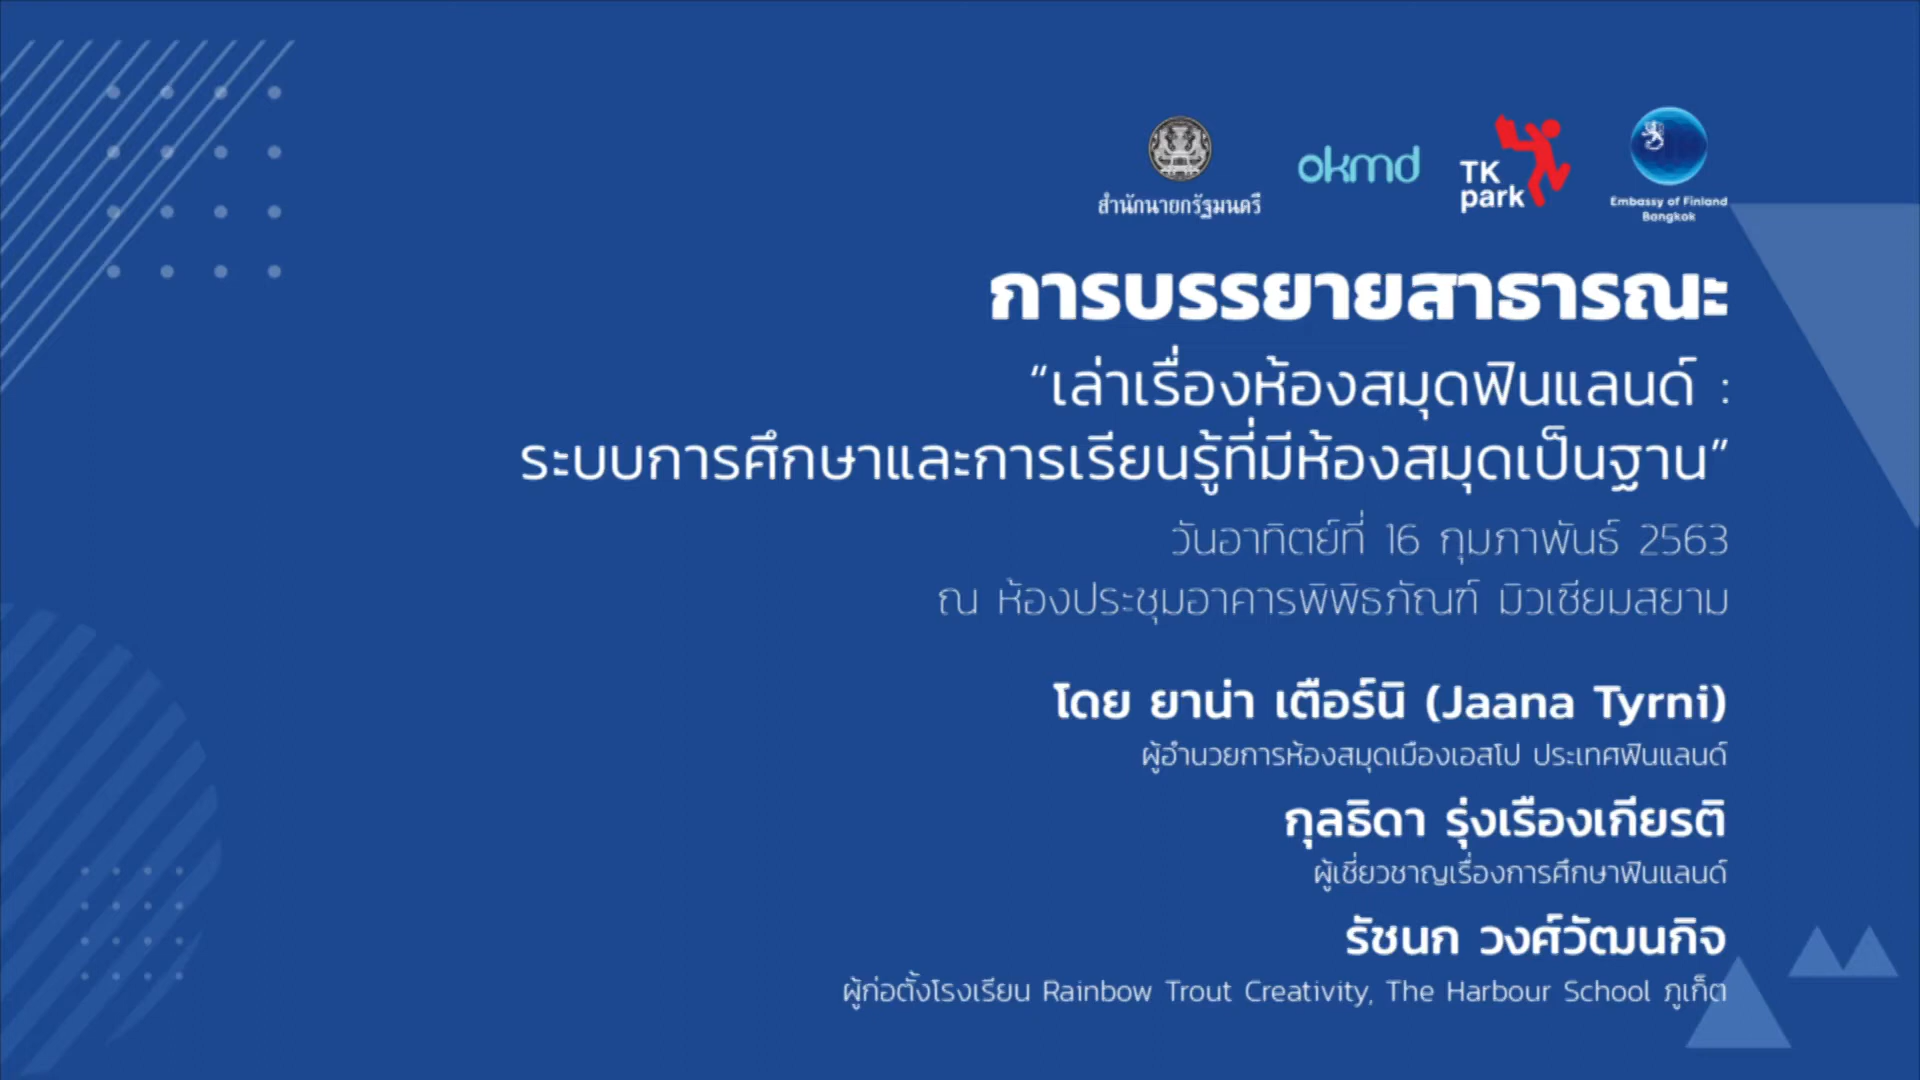 สำนักนายกรัฐมนตรี
okmd
TK
park
Embassy of Finland
Bangkok
การบรรยายสาธารณะ
“เล่าเรื่องห้องสมุดฟินแลนด์ :
ระบบการศึกษาและการเรียนรู้ที่มีห้องสมุดเป็นฐาน”
วันอาทิตย์ที่ 16 กุมภาพันธ์ 2563
ณ ห้องประชุมอาคารพิพิธภัณฑ์ มิวเซียมสยาม
โดย ยาน่า เตือร์นิ (Jaana Tyrni)
ผู้อำนวยการห้องสมุดเมืองเอสโป ประเทศฟินแลนด์
กุลธิดา รุ่งเรืองเกียรติ
ผู้เชี่ยวชาญเรื่องการศึกษาฟินแลนด์
รัชนก วงศ์วัฒนกิจ
ผู้ก่อตั้งโรงเรียน Rainbow Trout Creativity, The Harbour School ภูเก็ต